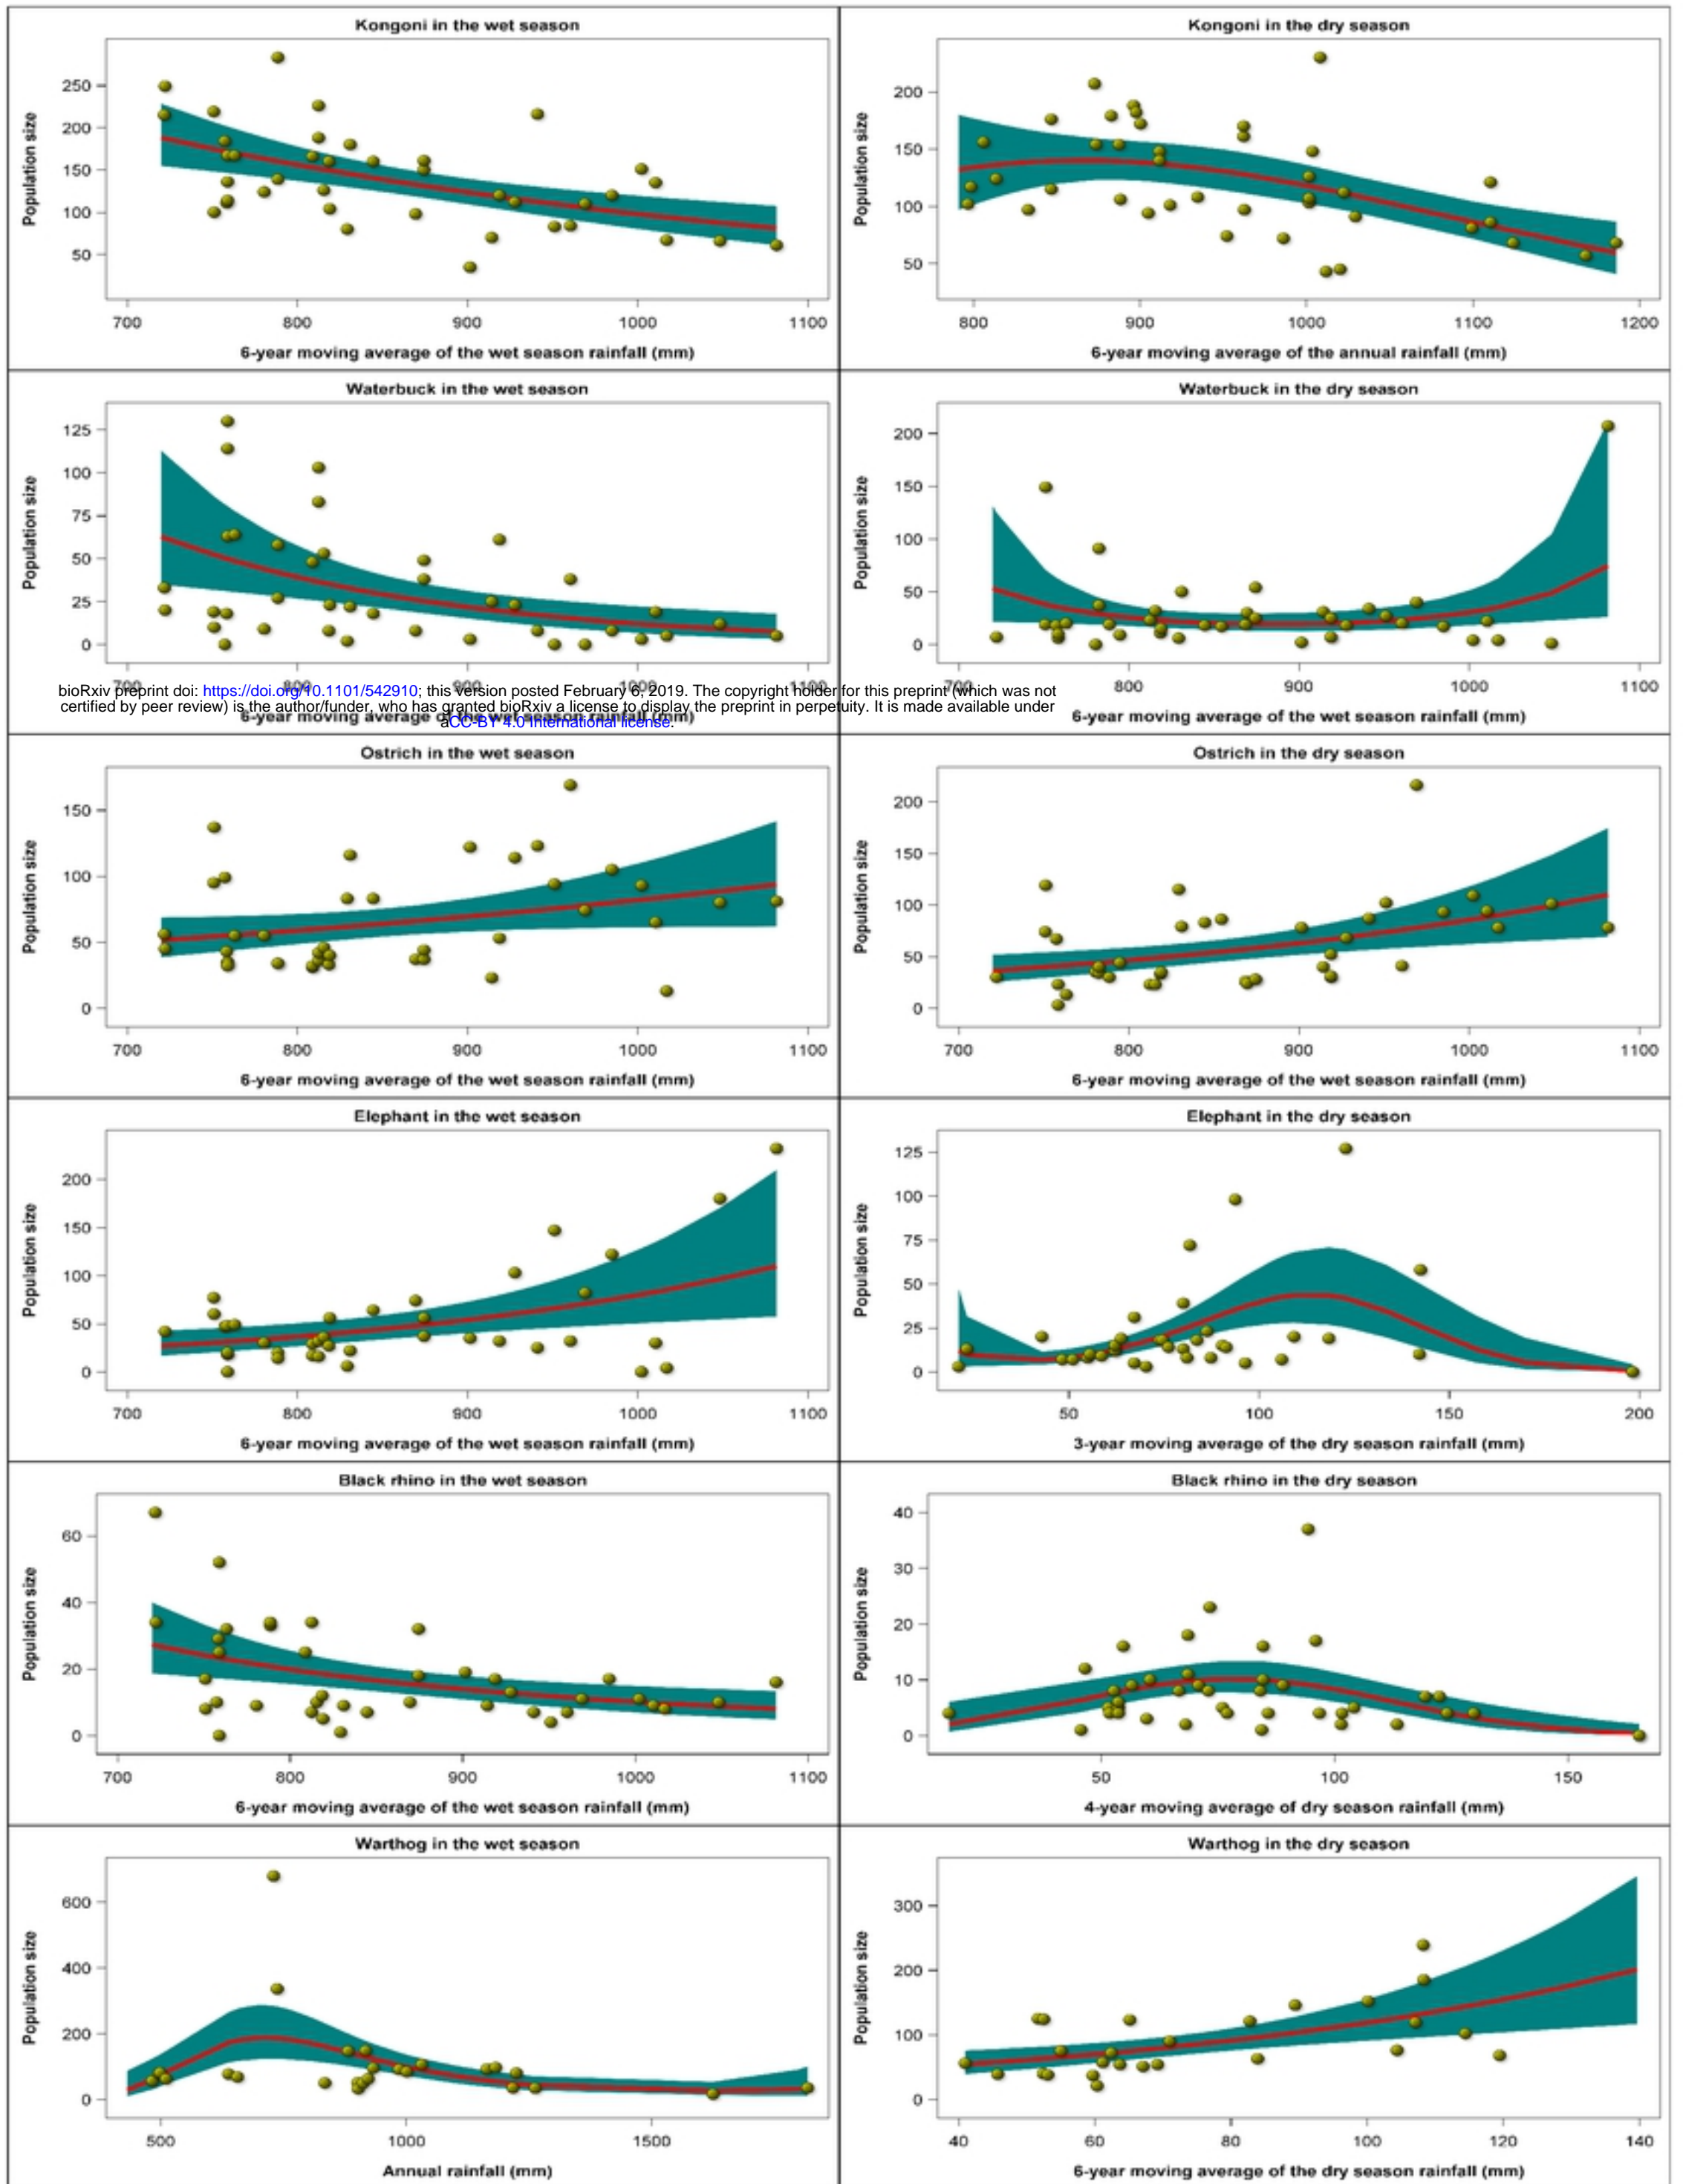 Kongoni in the wet season
Population size
250
200
150
100
50
700 800 900 1000 1100
6-year moving average of the wet season rainfall (mm)
Kongoni in the dry season
Population size
200
150
100
50
800 900 1000 1100 1200
6-year moving average of the annual rainfall (mm)
Waterbuck in the wet season
Population size
125
100
75
50
25
0
700 800 900 1000 1100
6-year moving average of the wet season rainfall (mm)
Waterbuck in the dry season
Population size
200
150
100
50
0
700 800 900 1000 1100
6-year moving average of the wet season rainfall (mm)
bioRxiv preprint doi: https://doi.org/10.1101/542910; this version posted February 6, 2019. The copyright holder for this preprint (which was not
certified by peer review) is the author/funder, who has granted bioRxiv a license to display the preprint in perpetuity. It is made available under
aCC-BY 4.0 International license.
Ostrich in the wet season
Population size
150
100
50
0
700 800 900 1000 1100
6-year moving average of the wet season rainfall (mm)
Ostrich in the dry season
Population size
200
150
100
50
0
700 800 900 1000 1100
6-year moving average of the wet season rainfall (mm)
Elephant in the wet season
Population size
200
150
100
50
0
700 800 900 1000 1100
6-year moving average of the wet season rainfall (mm)
Elephant in the dry season
Population size
125
100
75
50
25
0
50 100 150 200
3-year moving average of the dry season rainfall (mm)
Black rhino in the wet season
Population size
60
40
20
0
700 800 900 1000 1100
6-year moving average of the wet season rainfall (mm)
Black rhino in the dry season
Population size
40
30
20
10
0
50 100 150
4-year moving average of dry season rainfall (mm)
Warthog in the wet season
Population size
600
400
200
0
500 1000 1500
Annual rainfall (mm)
Warthog in the dry season
Population size
300
200
100
0
40 60 80 100 120 140
6-year moving average of the dry season rainfall (mm)